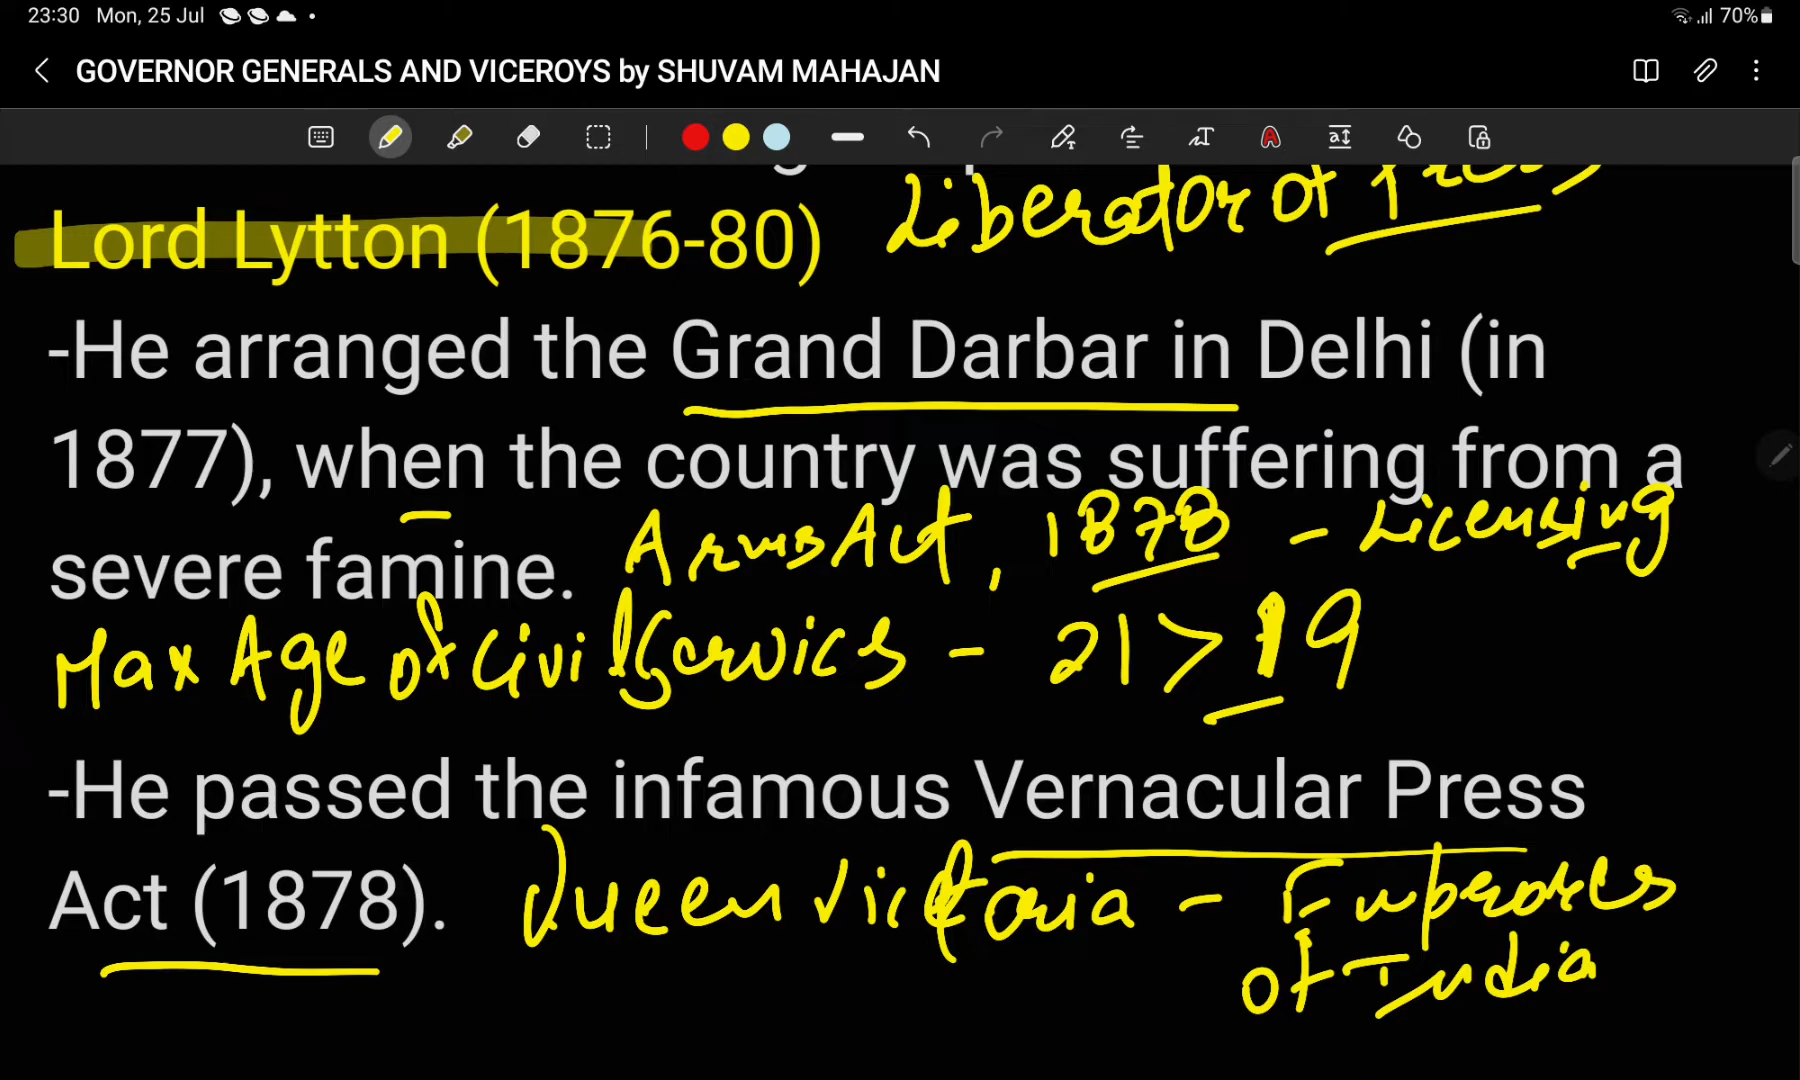 23:30 Mon, 25 Jul 70%
GOVERNOR GENERALS AND VICEROYS by SHUVAM MAHAJAN
Liberator of
Lord Lytton (1876-80)
-He arranged the Grand Darbar in Delhi (in
1877), when the country was suffering from a
severe famine. Arms Act, 1878 - Licensing
Max Age of Civil Services - 21 > 19
-He passed the infamous Vernacular Press
Act (1878). Queen Victoria - Emperores
of India